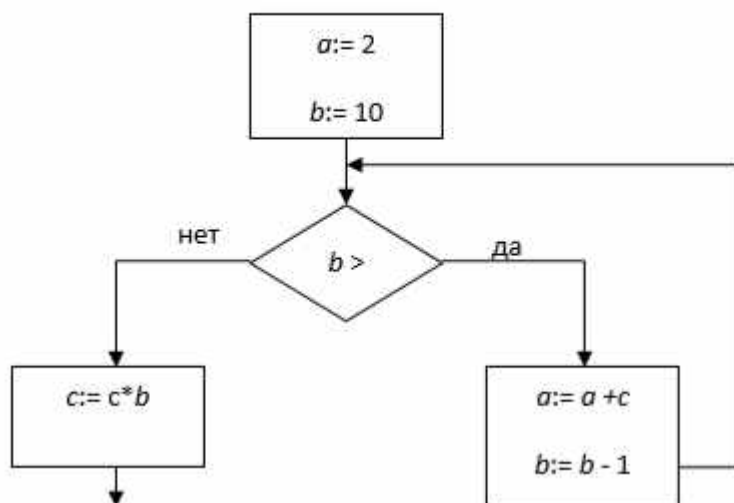 a:= 2
b:= 10
нет
b >
да
c:= c*b
a:= a +c
b:= b - 1